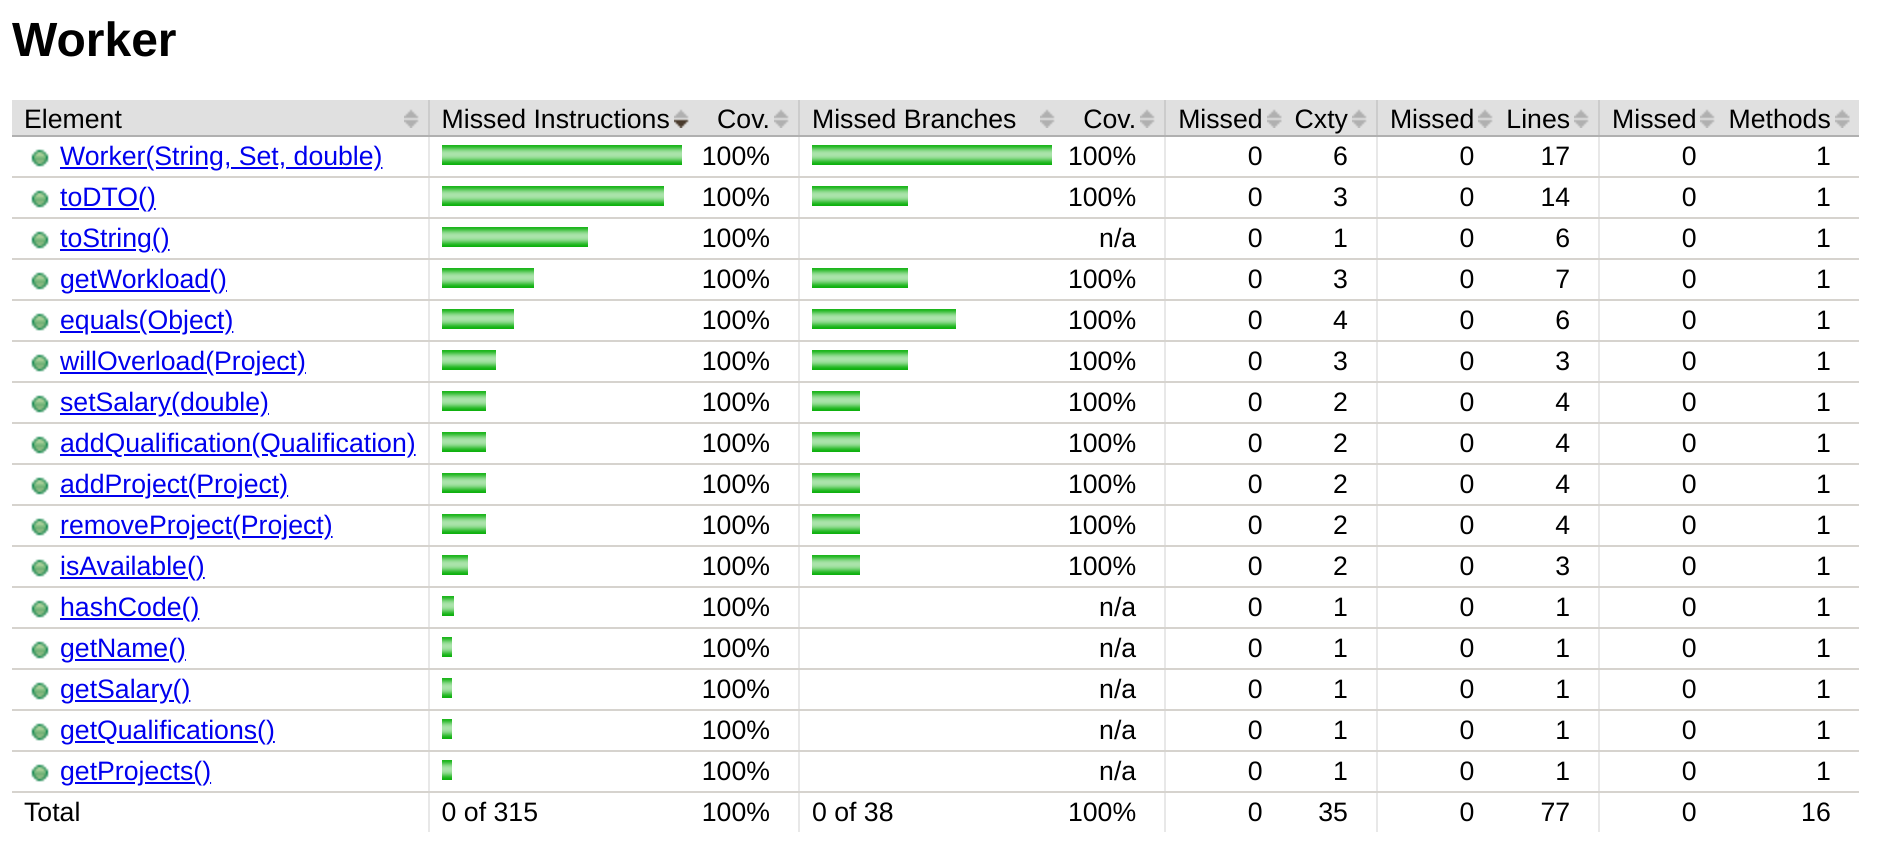 Worker
Element Missed Instructions Cov. Missed Branches Cov. Missed Cxty Missed Lines Missed Methods
Worker(String, Set, double) 100% 100% 0 6 0 17 0 1
toDTO() 100% 100% 0 3 0 14 0 1
toString() 100% n/a 0 1 0 6 0 1
getWorkload() 100% 100% 0 3 0 7 0 1
equals(Object) 100% 100% 0 4 0 6 0 1
willOverload(Project) 100% 100% 0 3 0 3 0 1
setSalary(double) 100% 100% 0 2 0 4 0 1
addQualification(Qualification) 100% 100% 0 2 0 4 0 1
addProject(Project) 100% 100% 0 2 0 4 0 1
removeProject(Project) 100% 100% 0 2 0 4 0 1
isAvailable() 100% 100% 0 2 0 3 0 1
hashCode() 100% n/a 0 1 0 1 0 1
getName() 100% n/a 0 1 0 1 0 1
getSalary() 100% n/a 0 1 0 1 0 1
getQualifications() 100% n/a 0 1 0 1 0 1
getProjects() 100% n/a 0 1 0 1 0 1
Total 0 of 315 100% 0 of 38 100% 0 35 0 77 0 16